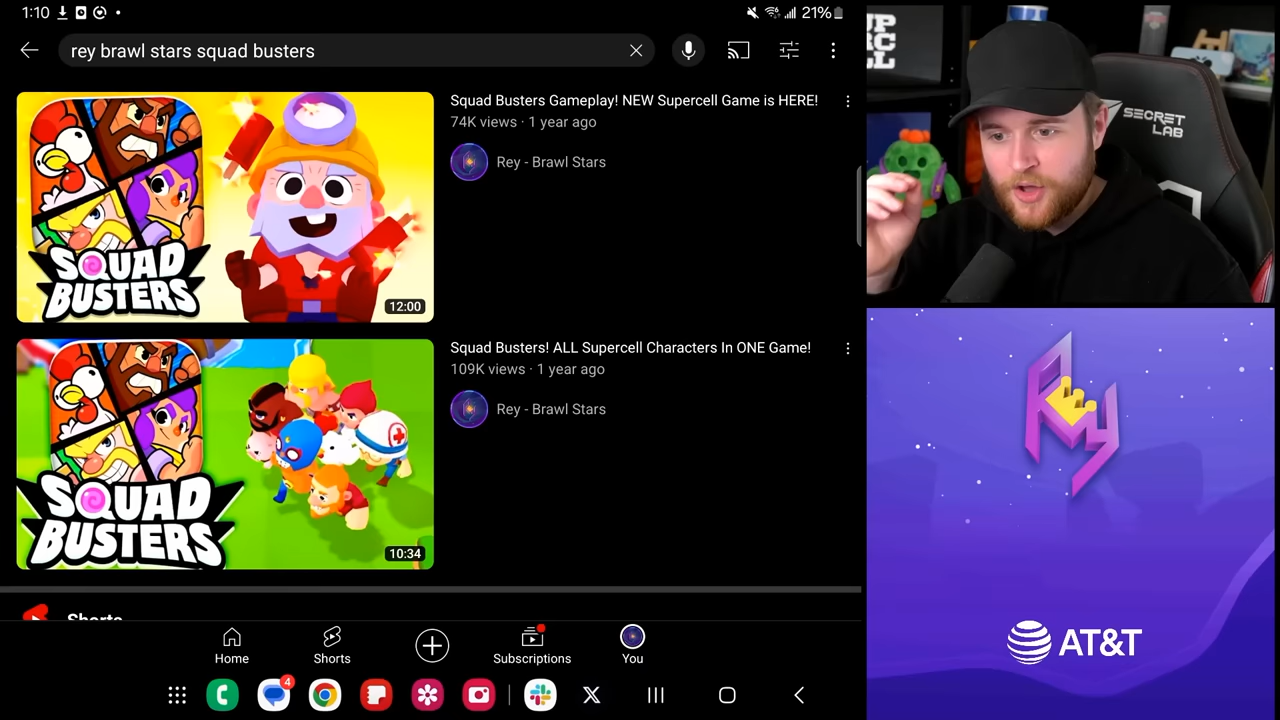 1:10
21%
rey brawl stars squad busters
SQUAD
BUSTERS
12:00
Squad Busters Gameplay! NEW Supercell Game is HERE!
74K views · 1 year ago
Rey - Brawl Stars
SQUAD
BUSTERS
10:34
Squad Busters! ALL Supercell Characters In ONE Game!
109K views · 1 year ago
Rey - Brawl Stars
Shorts
Home
Shorts
Subscriptions
You
4
SECRET
LAB
Rey
AT&T